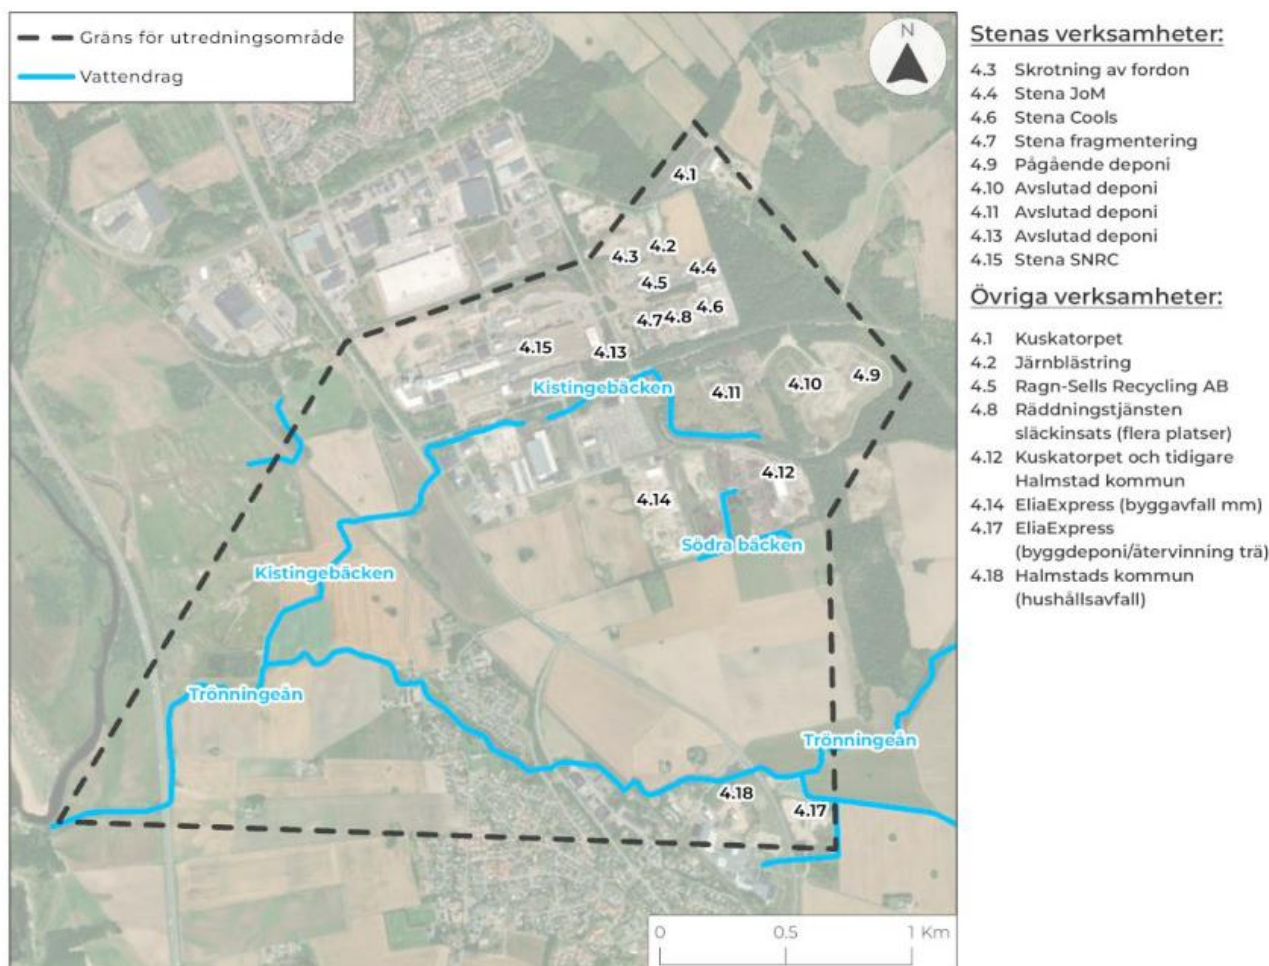 Gräns för utredningsområde
Vattendrag
N
4.1
4.2
4.3
4.4
4.5
4.6
4.7
4.8
4.15
4.13
4.9
4.10
4.11
Kistingebäcken
4.12
4.14
Södra bäcken
Kistingebäcken
Trönningeån
Trönningeån
4.18
4.17
0 0.5 1 Km
Stenas verksamheter:
4.3 Skrotning av fordon
4.4 Stena JoM
4.6 Stena Cools
4.7 Stena fragmentering
4.9 Pågående deponi
4.10 Avslutad deponi
4.11 Avslutad deponi
4.13 Avslutad deponi
4.15 Stena SNRC
Övriga verksamheter:
4.1 Kuskatorpet
4.2 Järnblästring
4.5 Ragn-Sells Recycling AB
4.8 Räddningstjänsten
släckinsats (flera platser)
4.12 Kuskatorpet och tidigare
Halmstad kommun
4.14 EliaExpress (byggavfall mm)
4.17 EliaExpress
(byggdeponi/återvinning trä)
4.18 Halmstads kommun
(hushållsavfall)